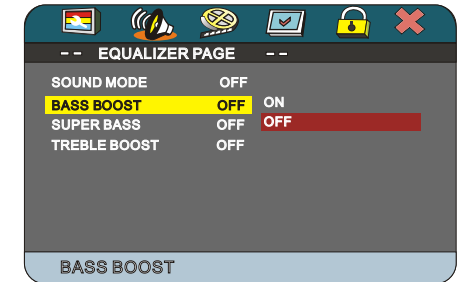 -- EQUALIZER PAGE --
SOUND MODE OFF
BASS BOOST OFF ON
SUPER BASS OFF OFF
TREBLE BOOST OFF
BASS BOOST